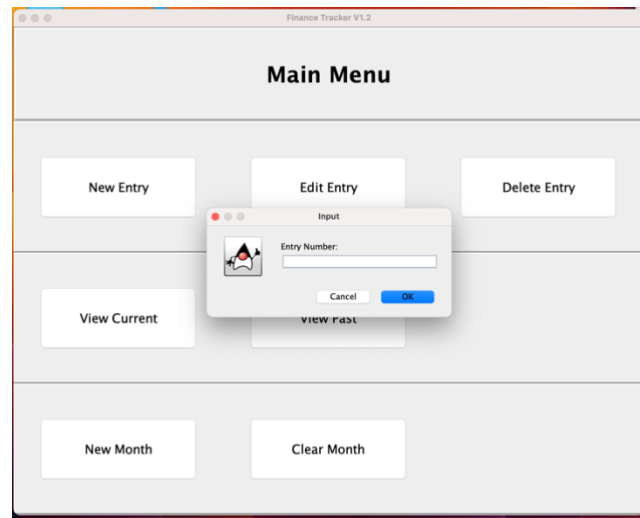 Finance Tracker V1.2
Main Menu
New Entry
Edit Entry
Delete Entry
Input
Entry Number:
Cancel
OK
View Current
View Past
New Month
Clear Month